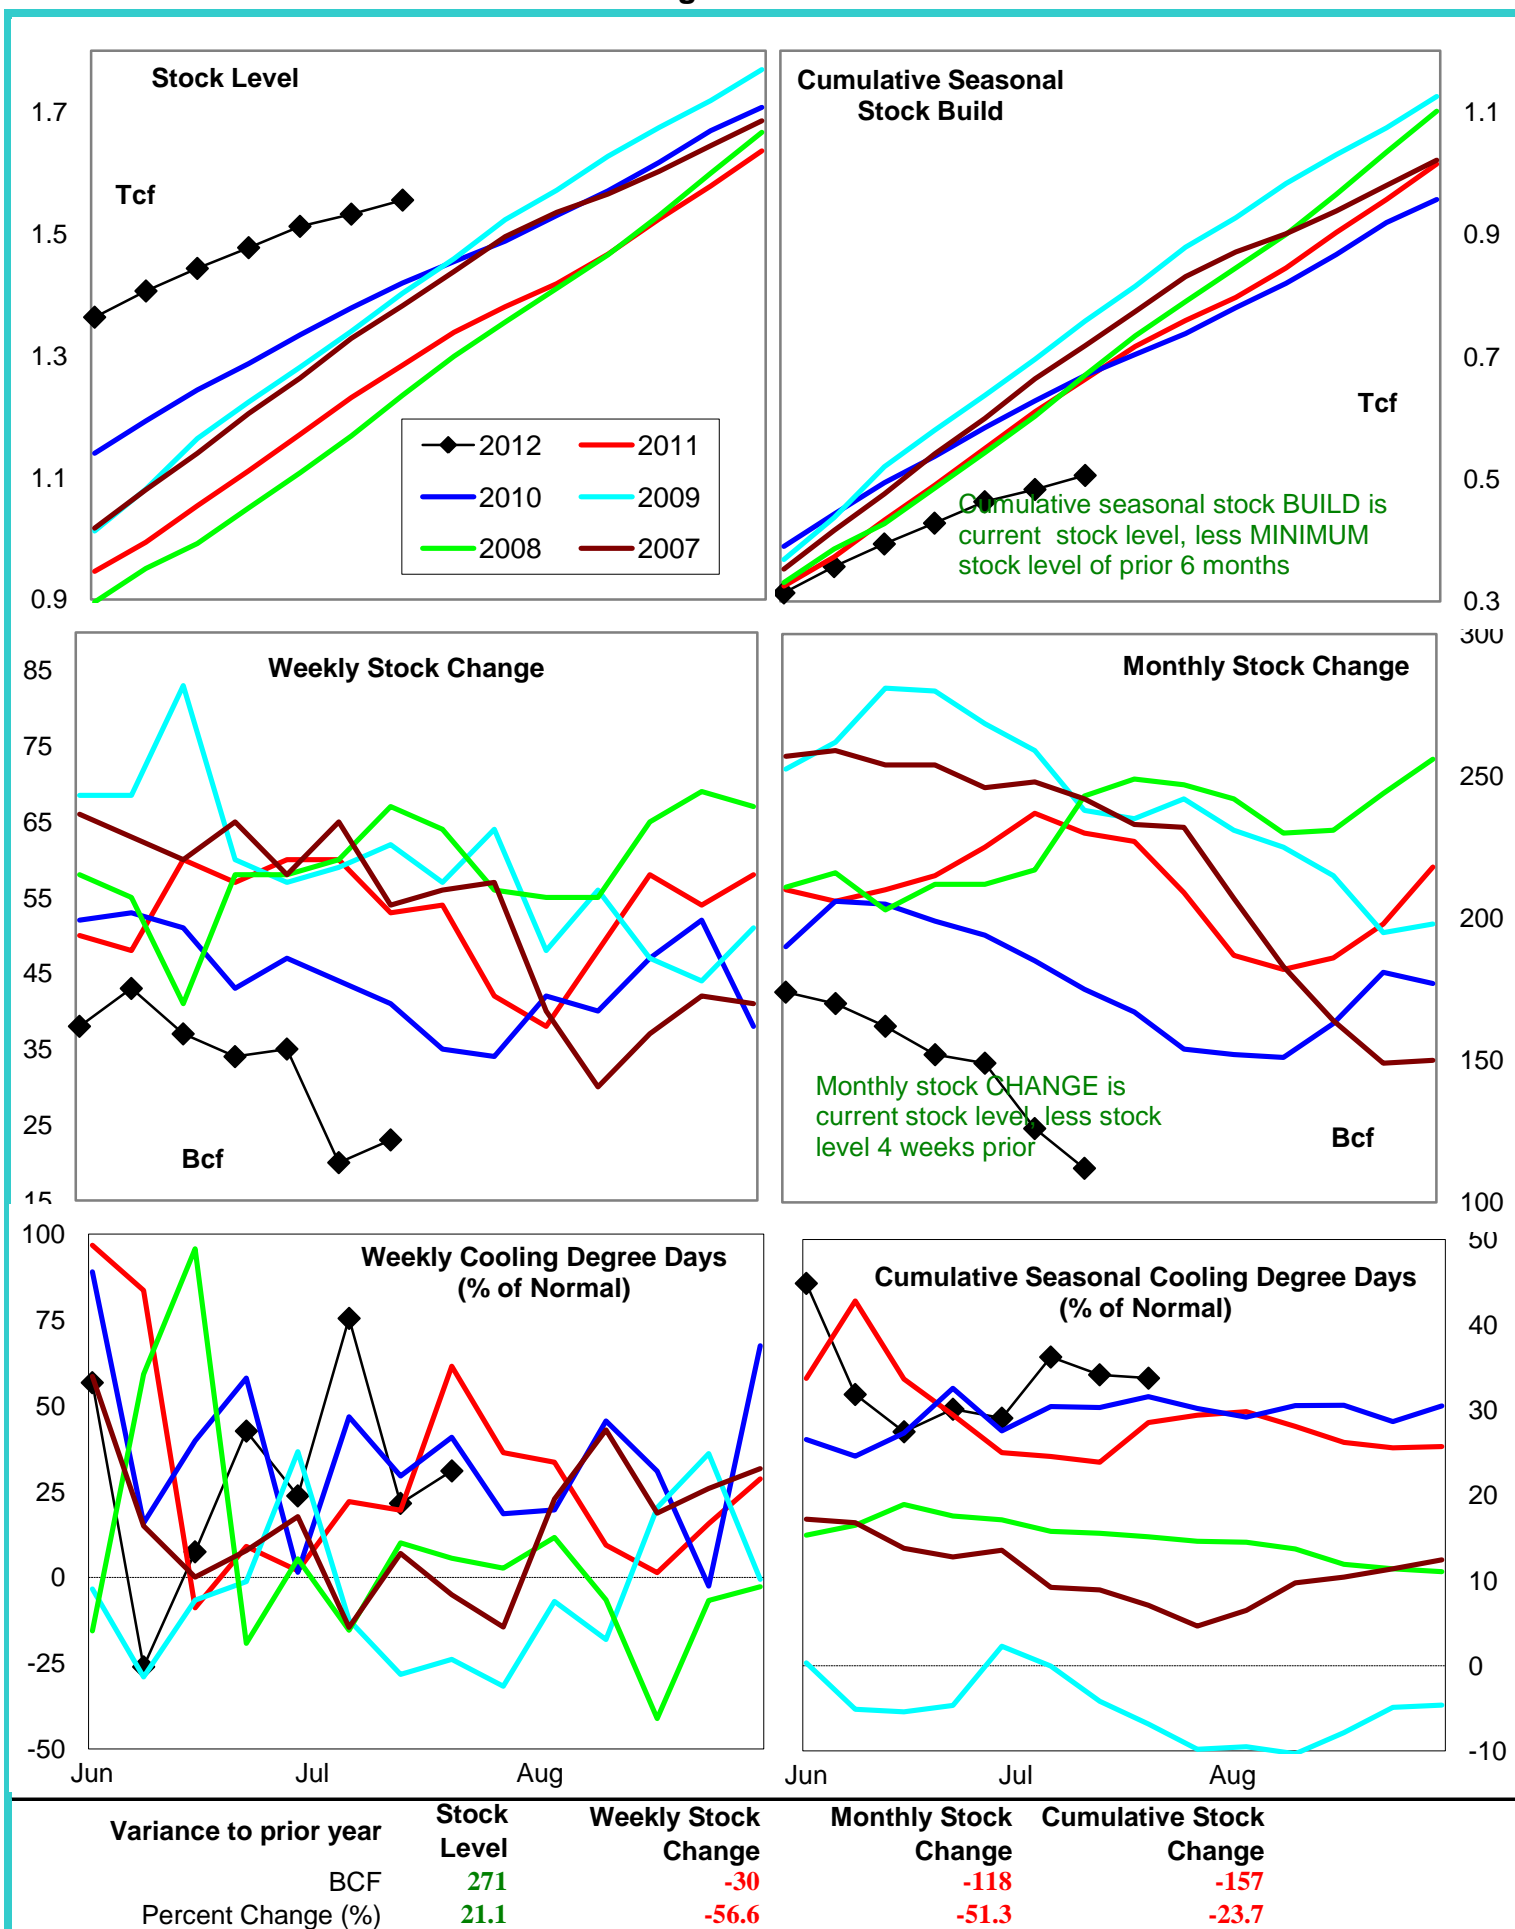 Stock Level
Tcf
1.7
1.5
1.3
1.1
0.9
2012
2011
2010
2009
2008
2007
Cumulative Seasonal
Stock Build
Tcf
1.1
0.9
0.7
0.5
0.3
Cumulative seasonal stock BUILD is
current stock level, less MINIMUM
stock level of prior 6 months
Weekly Stock Change
85
75
65
55
45
35
25
15
Bcf
Monthly Stock Change
300
250
200
150
100
Monthly stock CHANGE is
current stock level, less stock
level 4 weeks prior
Bcf
Weekly Cooling Degree Days
(% of Normal)
100
75
50
25
0
-25
-50
Jun Jul Aug
Cumulative Seasonal Cooling Degree Days
(% of Normal)
50
40
30
20
10
0
-10
Jun Jul Aug
Variance to prior year Stock Level Weekly Stock Change Monthly Stock Change Cumulative Stock Change
BCF 271 -30 -118 -157
Percent Change (%) 21.1 -56.6 -51.3 -23.7